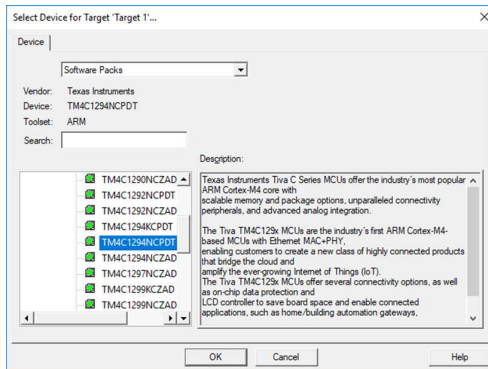 Select Device for Target 'Target 1'...
Device
Software Packs
Vendor: Texas Instruments
Device: TM4C1294NCPDT
Toolset: ARM
Search:
Description:
TM4C1290NCZAD
TM4C1292NCPDT
TM4C1292NCZAD
TM4C1294KCPDT
TM4C1294NCPDT
TM4C1294NCZAD
TM4C1297NCZAD
TM4C1299KCZAD
TM4C1299NCZAD
Texas Instruments Tiva C Series MCUs offer the industry's most popular
ARM Cortex-M4 core with
scalable memory and package options, unparalleled connectivity
peripherals, and advanced analog integration.
The Tiva TM4C129x MCUs are the industry's first ARM Cortex-M4-
based MCUs with Ethernet MAC+PHY,
enabling customers to create a new class of highly connected products
that bridge the cloud and
amplify the ever-growing Internet of Things (IoT).
The Tiva TM4C129x MCUs offer several connectivity options, as well
as on-chip data protection and
LCD controller to save board space and enable connected
applications, such as home/building automation gateways,
OK
Cancel
Help